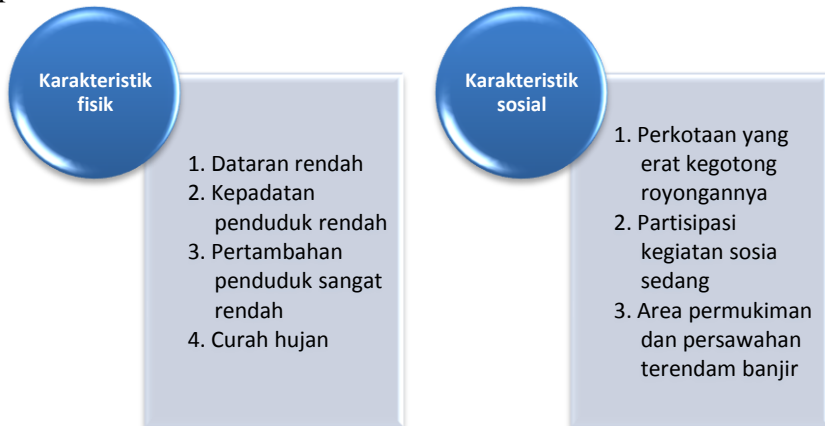 Karakteristik
fisik
1. Dataran rendah
2. Kepadatan
penduduk rendah
3. Pertambahan
penduduk sangat
rendah
4. Curah hujan
Karakteristik
sosial
1. Perkotaan yang
erat kegotong
royongannya
2. Partisipasi
kegiatan sosia
sedang
3. Area permukiman
dan persawahan
terendam banjir